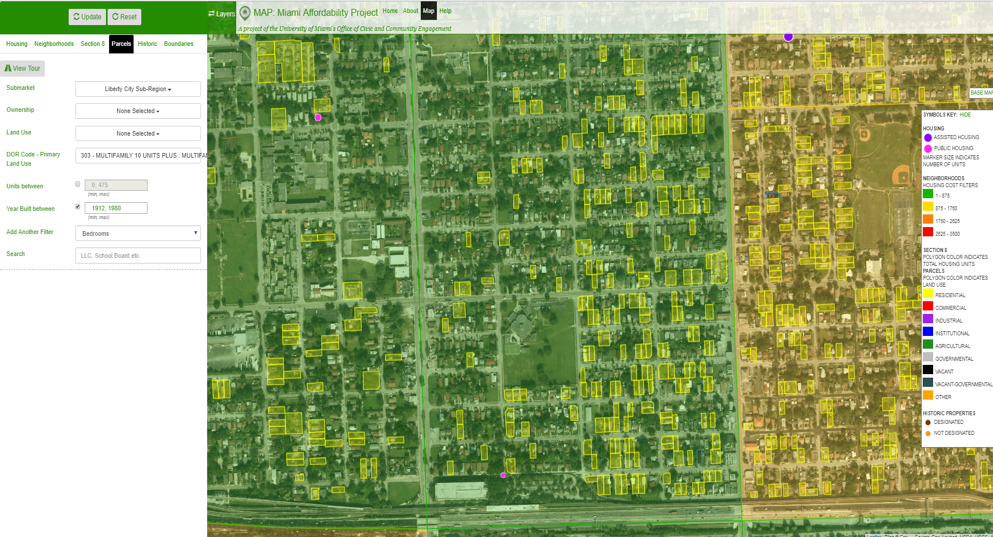 Update
Reset
Layers
MAP: Miami Affordability Project
Home
About
Map
Help
A project of the University of Miami's Office of Civic and Community Engagement
Housing
Neighborhoods
Section 8
Parcels
Historic
Boundaries
View Tour
Submarket
Liberty City Sub-Region
Ownership
None Selected
Land Use
None Selected
DOR Code - Primary
Land Use
303 - MULTIFAMILY 10 UNITS PLUS : MULTIFAM
Units between
0, 475
(min, max)
Year Built between
1912, 1980
(min, max)
Add Another Filter
Bedrooms
Search
LLC, School Board etc.
BASE MAP
SYMBOLS KEY: HIDE
HOUSING
ASSISTED HOUSING
PUBLIC HOUSING
MARKER SIZE INDICATES
NUMBER OF UNITS
NEIGHBORHOODS
HOUSING COST FILTERS
1 - 875
875 - 1750
1750 - 2625
2625 - 3500
SECTION 8
POLYGON COLOR INDICATES
TOTAL HOUSING UNITS
PARCELS
POLYGON COLOR INDICATES
LAND USE
RESIDENTIAL
COMMERCIAL
INDUSTRIAL
INSTITUTIONAL
AGRICULTURAL
GOVERNMENTAL
VACANT
VACANT-GOVERNMENTAL
OTHER
HISTORIC PROPERTIES
DESIGNATED
NOT DESIGNATED